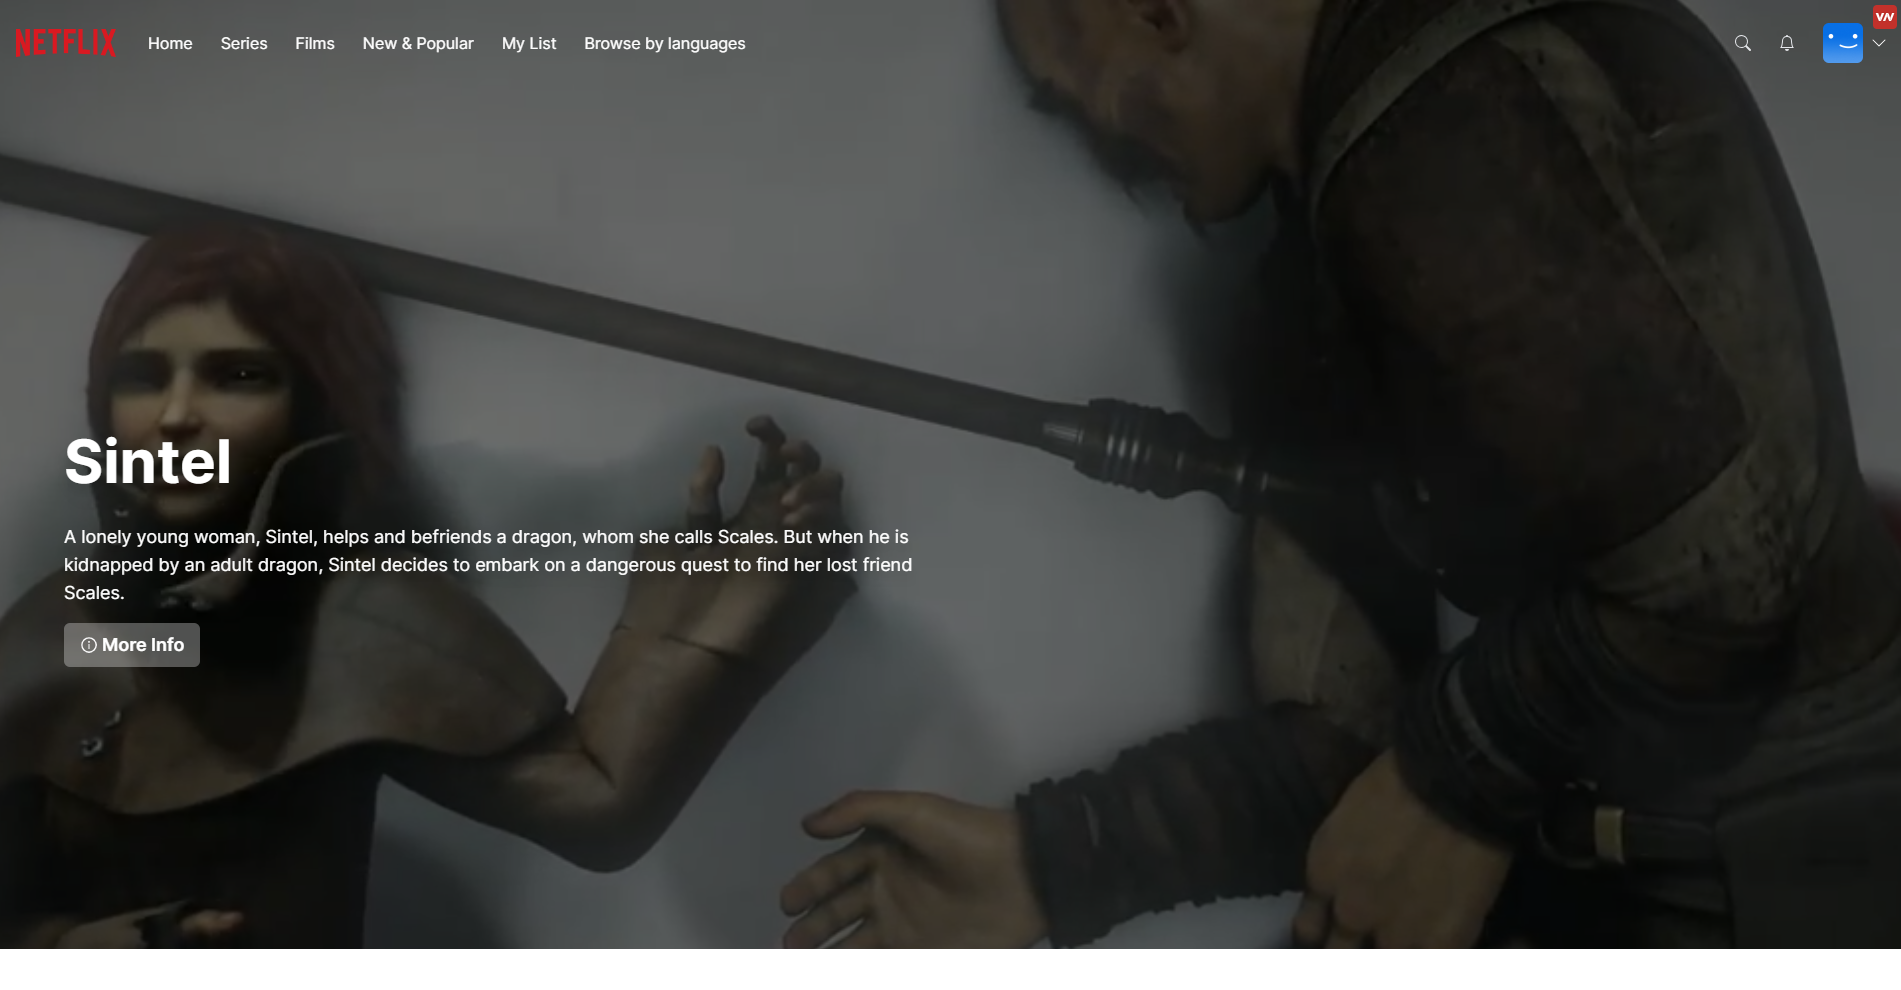 NETFLIX
Home
Series
Films
New & Popular
My List
Browse by languages
VN
Sintel
A lonely young woman, Sintel, helps and befriends a dragon, whom she calls Scales. But when he is
kidnapped by an adult dragon, Sintel decides to embark on a dangerous quest to find her lost friend
Scales.
More Info